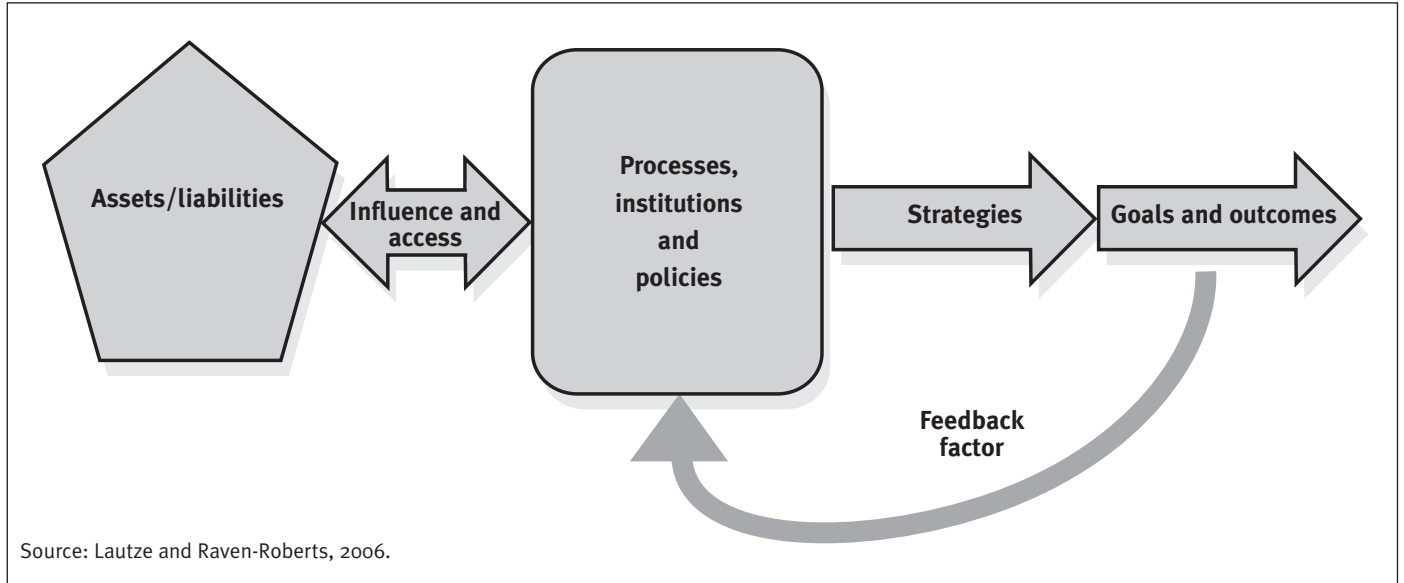 Assets/liabilities
Influence and
access
Processes,
institutions
and
policies
Strategies
Goals and outcomes
Feedback
factor
Source: Lautze and Raven-Roberts, 2006.